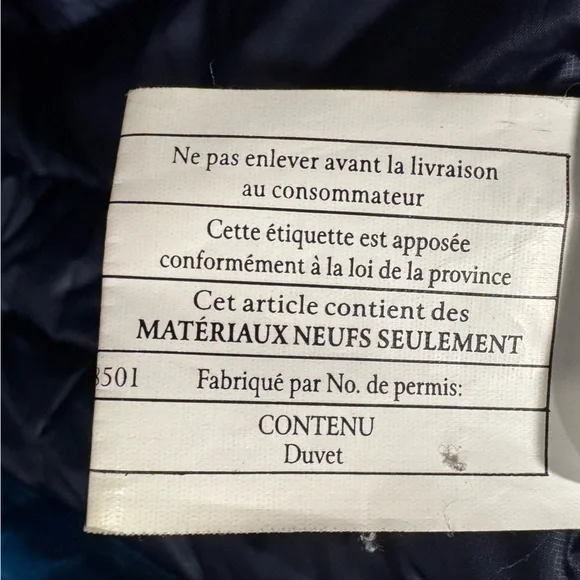 Ne pas enlever avant la livraison
au consommateur
Cette étiquette est apposée
conformément à la loi de la province
Cet article contient des
MATÉRIAUX NEUFS SEULEMENT
501 Fabriqué par No. de permis:
CONTENU
Duvet